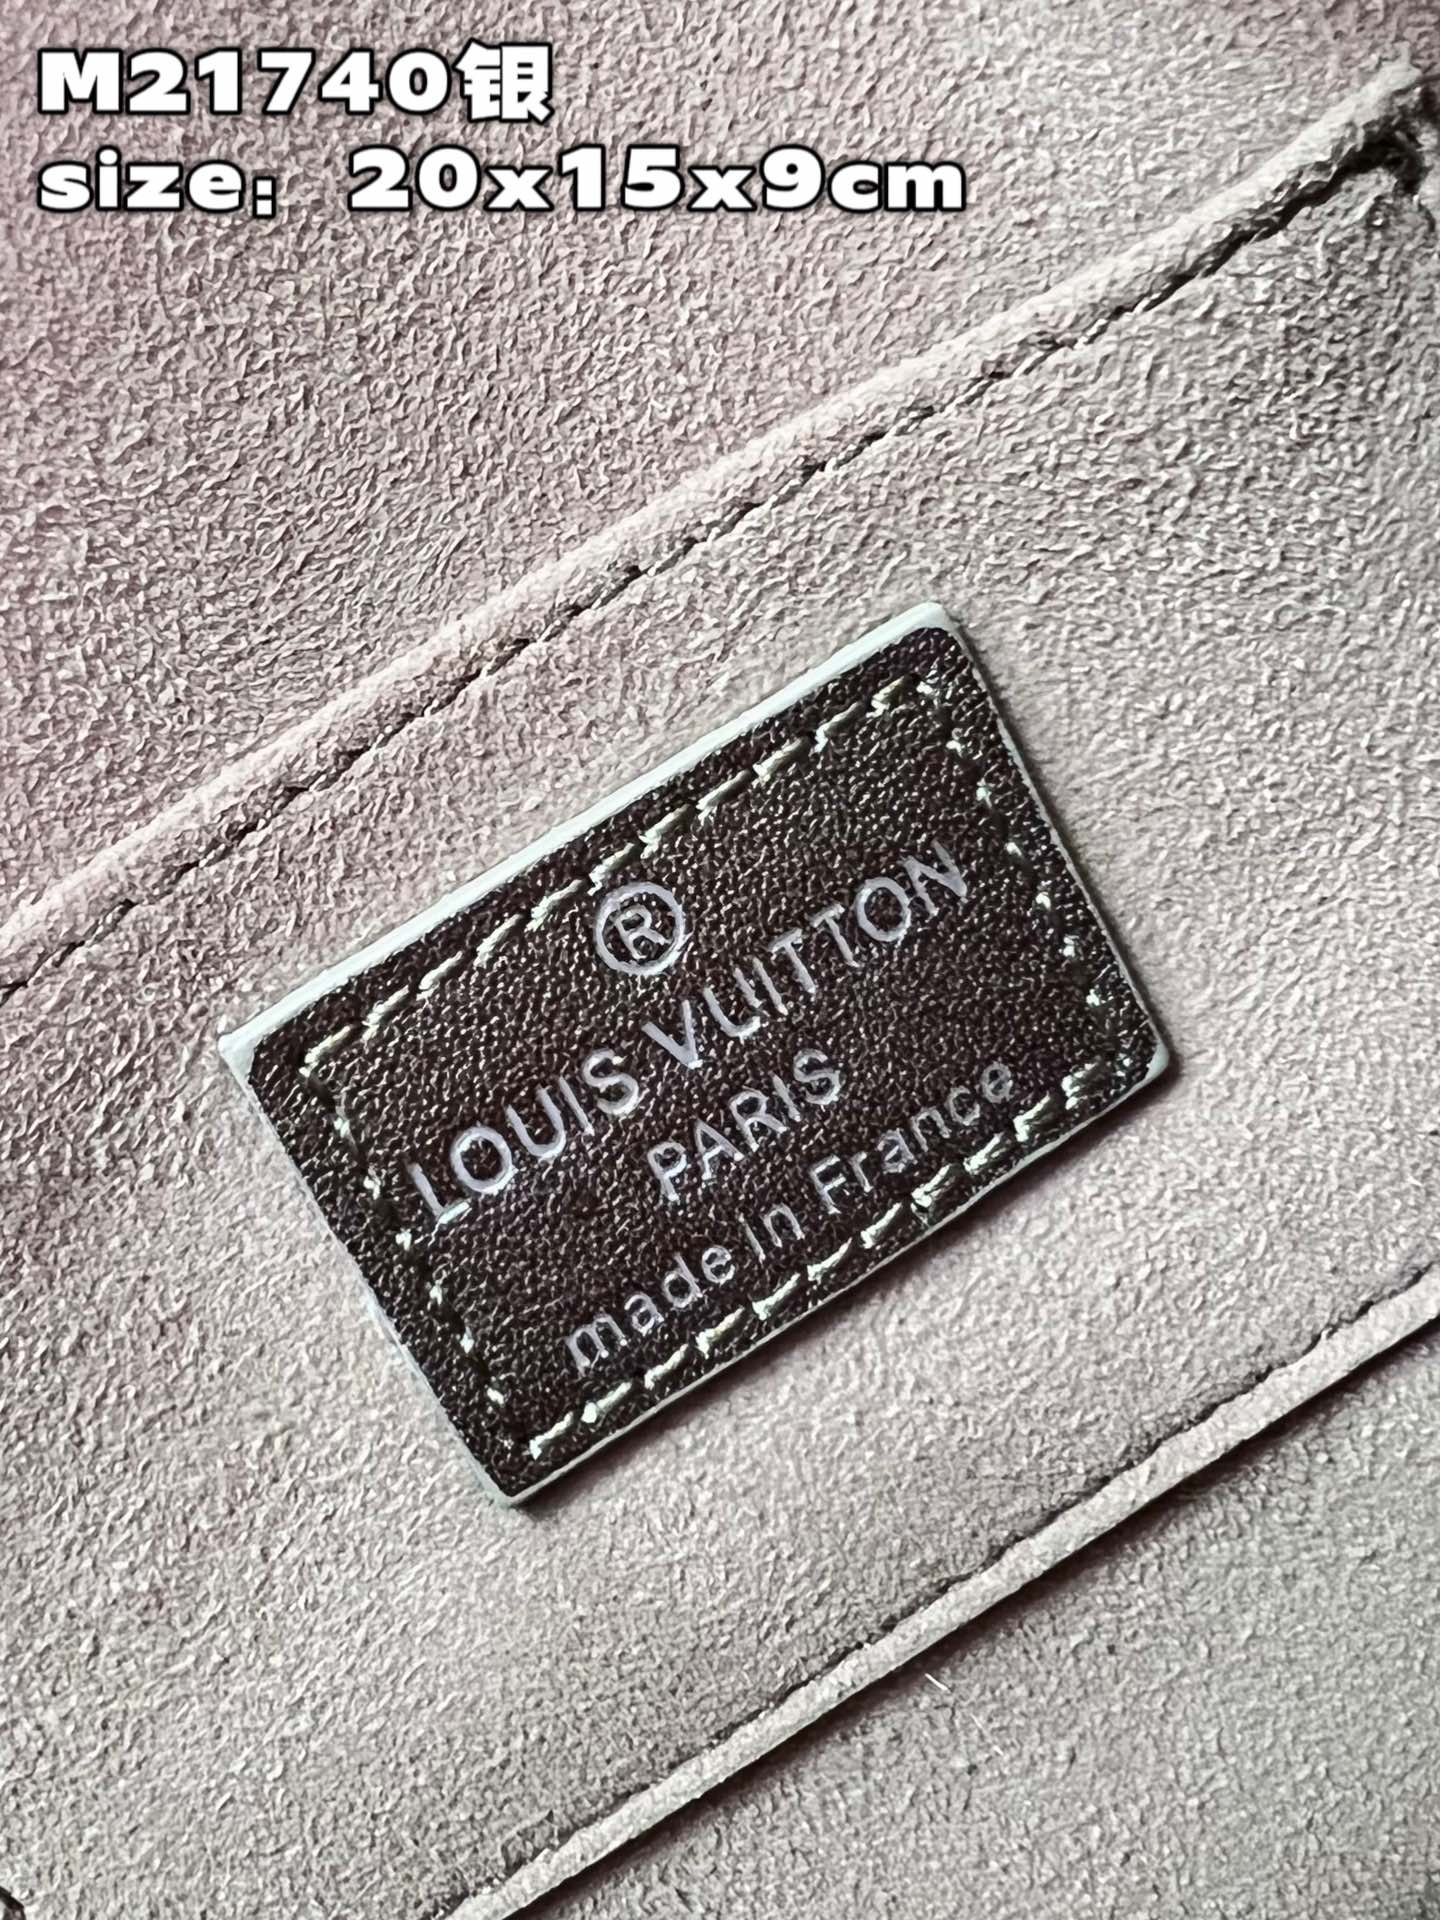 M21740银
size：20x15x9cm
®
LOUIS VUITTON
PARIS
made in France